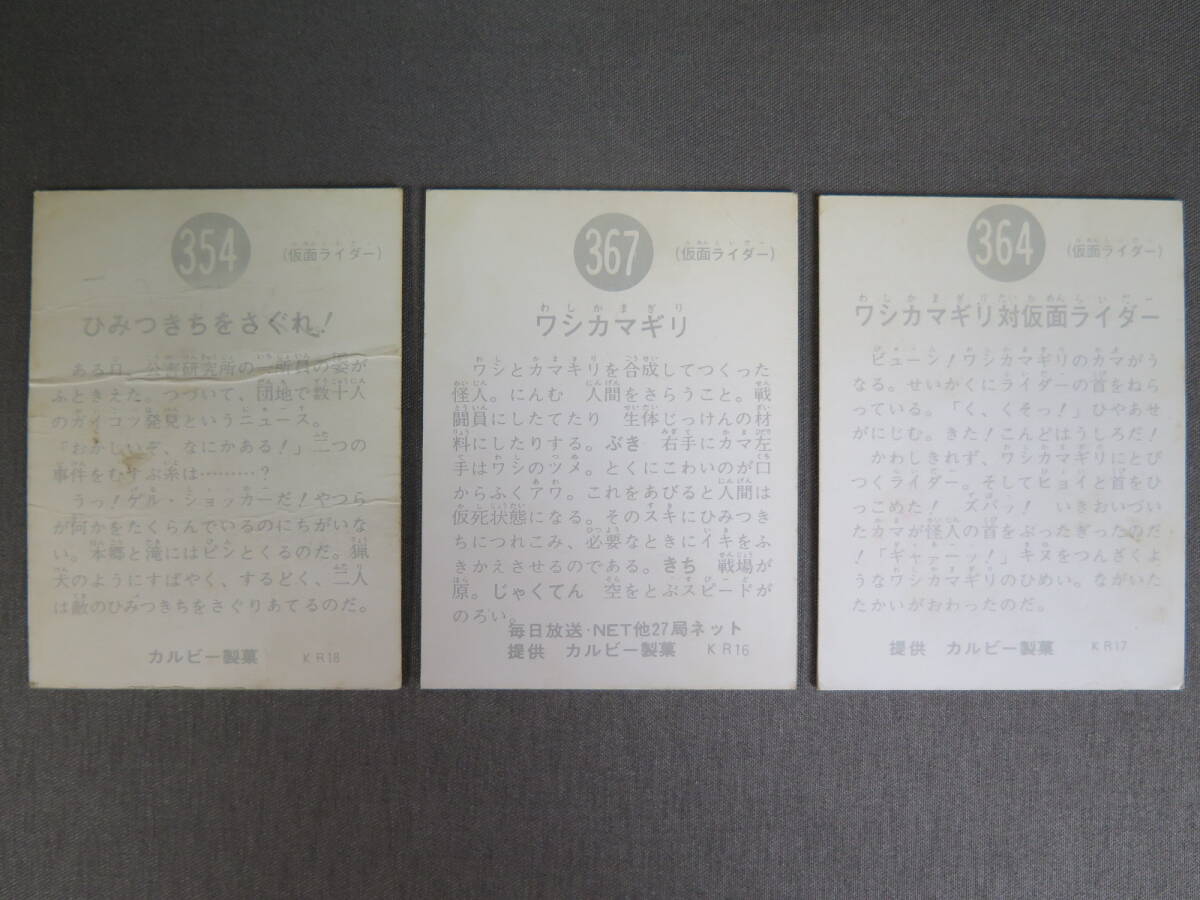 354
(仮面ライダー)
ひみつきちをさぐれ!
ある日、公害研究所の一所員の姿が
ふときえた。つづいて、団地で数十人
のガイコツ発見というニュース。
「おかしいぞ、なにかある!」二つの
事件をむすぶ糸は………?
うっ!ゲル・ショッカーだ!やつら
が何かをたくらんでいるのにちがいな
い。本郷と滝にはピンとくるのだ。猟
犬のようにすばやく、するどく、二人
は敵のひみつきちをさぐりあてるのだ。
カルビー製菓 KR18
367
(仮面ライダー)
わしかまぎり
ワシカマギリ
ワシとカマキリを合成してつくった
怪人。にんむ 人間をさらうこと。戦
闘員にしたてたり 生体じっけんの材
料にしたりする。ぶき 右手にカマ左
手はワシのツメ。とくにこわいのが口
からふくアワ。これをあびると人間は
仮死状態になる。そのスキにひみつき
ちにつれこみ、必要なときにイキをふ
きかえさせるのである。きち 戦場が
原。じゃくてん 空をとぶスピードが
のろい。
毎日放送・NET他27局ネット
提供 カルビー製菓 KR16
364
(仮面ライダー)
わしかまぎりたいかめんらいだー
ワシカマギリ対仮面ライダー
ビューン!ワシカマギリのカマがう
なる。せいかくにライダーの首をねら
っている。「く、くそっ!」ひやあせ
がにじむ。きた!こんどはうしろだ!
かわしきれず、ワシカマギリにとび
つくライダー。そしてヒョイと首をひ
っこめた! ズバッ! いきおいづい
たカマが怪人の首をぶったぎったのだ
!「ギャテーッ!」キヌをつんざくよ
うなワシカマギリのひめい。ながいた
たかいがおわったのだ。
提供 カルビー製菓 KR17